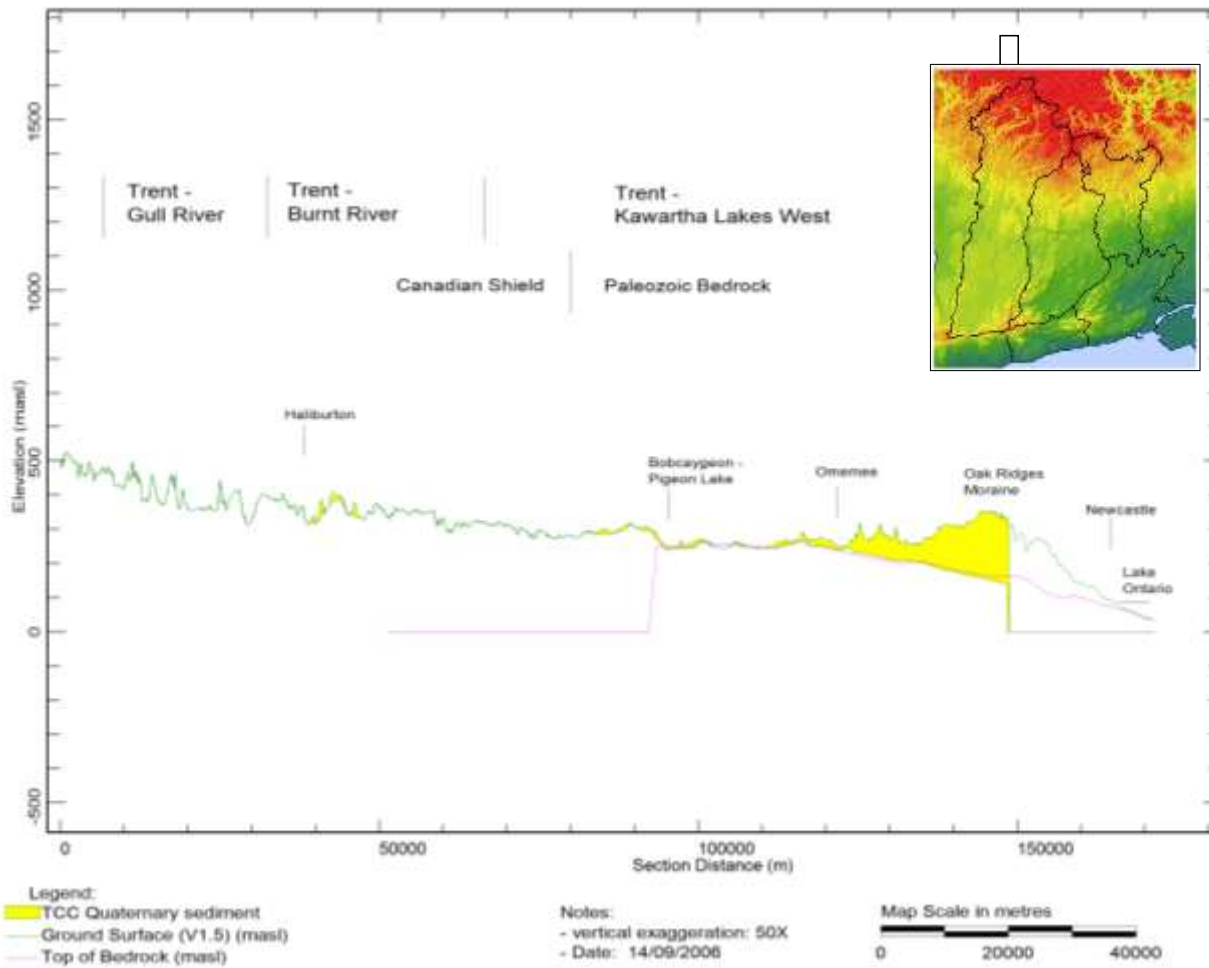 1500
1000
500
0
-500
Elevation (masl)
Trent -
Gull River
Trent -
Burnt River
Trent -
Kawartha Lakes West
Canadian Shield
Paleozoic Bedrock
Haliburton
Bobcaygeon -
Pigeon Lake
Omemee
Oak Ridges
Moraine
Newcastle
Lake
Ontario
0
50000
100000
150000
Section Distance (m)
Legend:
TCC Quaternary sediment
Ground Surface (V1.5) (masl)
Top of Bedrock (masl)
Notes:
- vertical exaggeration: 50X
- Date: 14/09/2006
Map Scale in metres
0
20000
40000